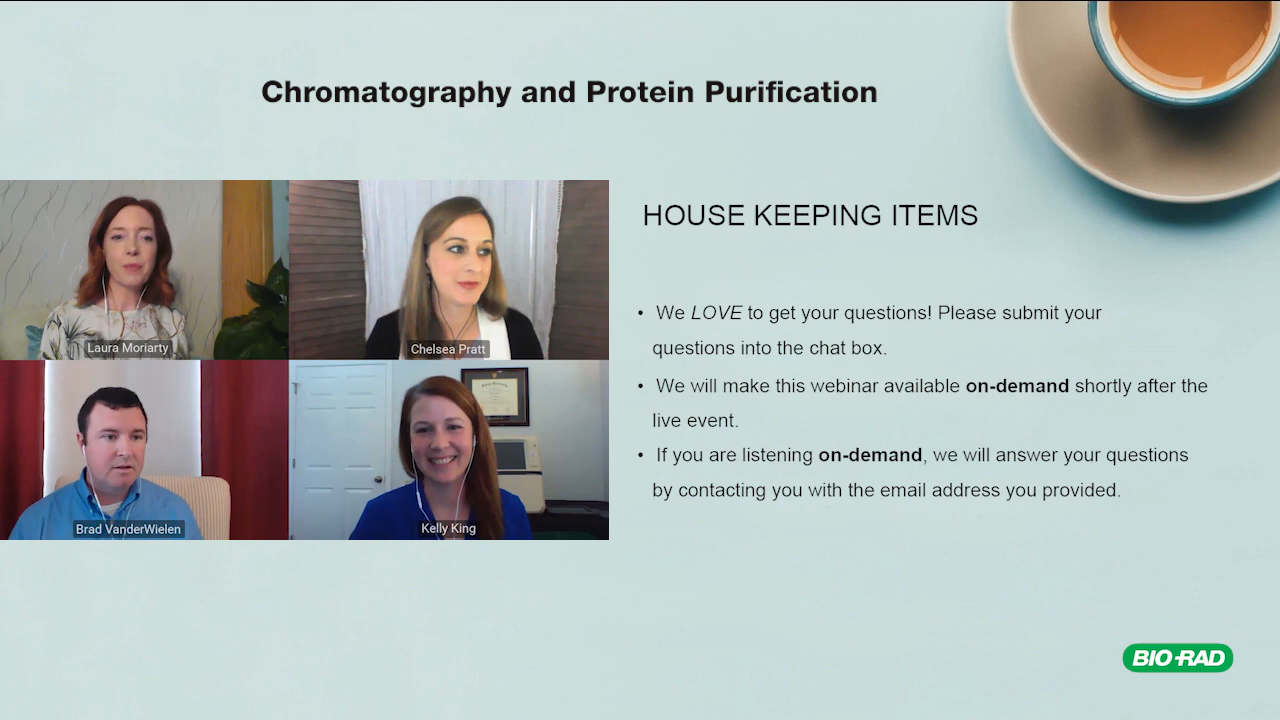 Chromatography and Protein Purification
Laura Moriarty
Chelsea Pratt
Brad VanderWielen
Kelly King
HOUSE KEEPING ITEMS
• We LOVE to get your questions! Please submit your
questions into the chat box.
• We will make this webinar available on-demand shortly after the
live event.
• If you are listening on-demand, we will answer your questions
by contacting you with the email address you provided.
BIO-RAD